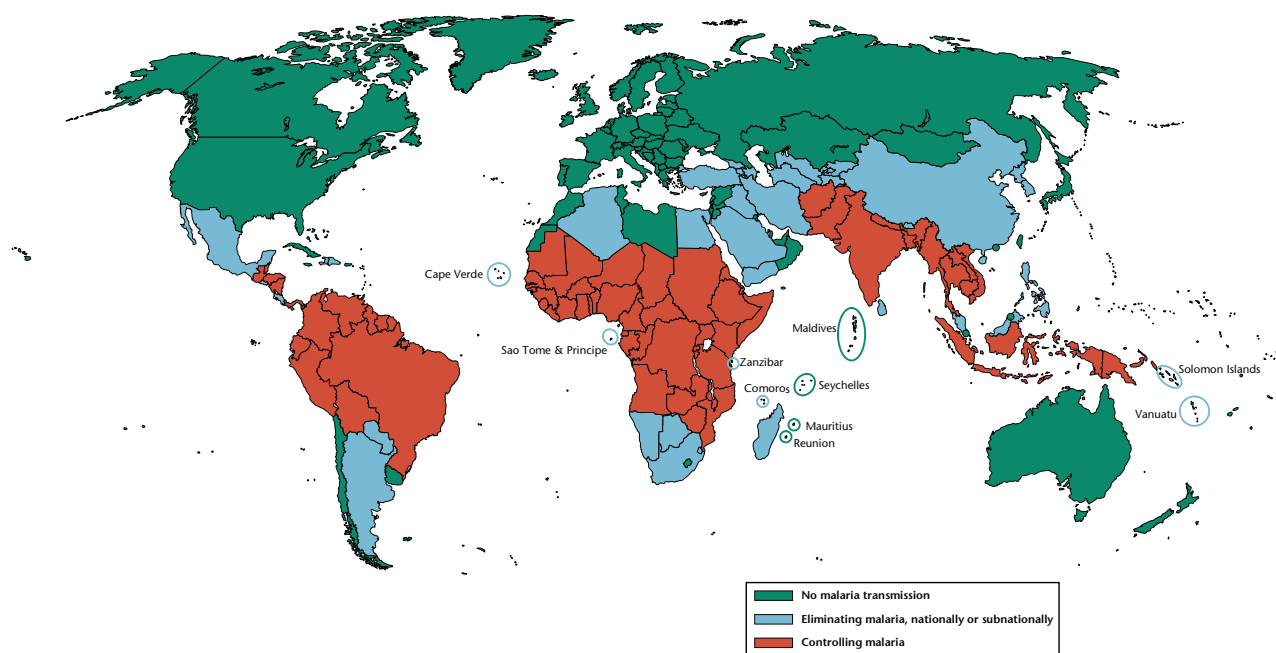 Cape Verde
Sao Tome & Principe
Zanzibar
Comoros
Maldives
Seychelles
Mauritius
Reunion
Solomon Islands
Vanuatu
No malaria transmission
Eliminating malaria, nationally or subnationally
Controlling malaria